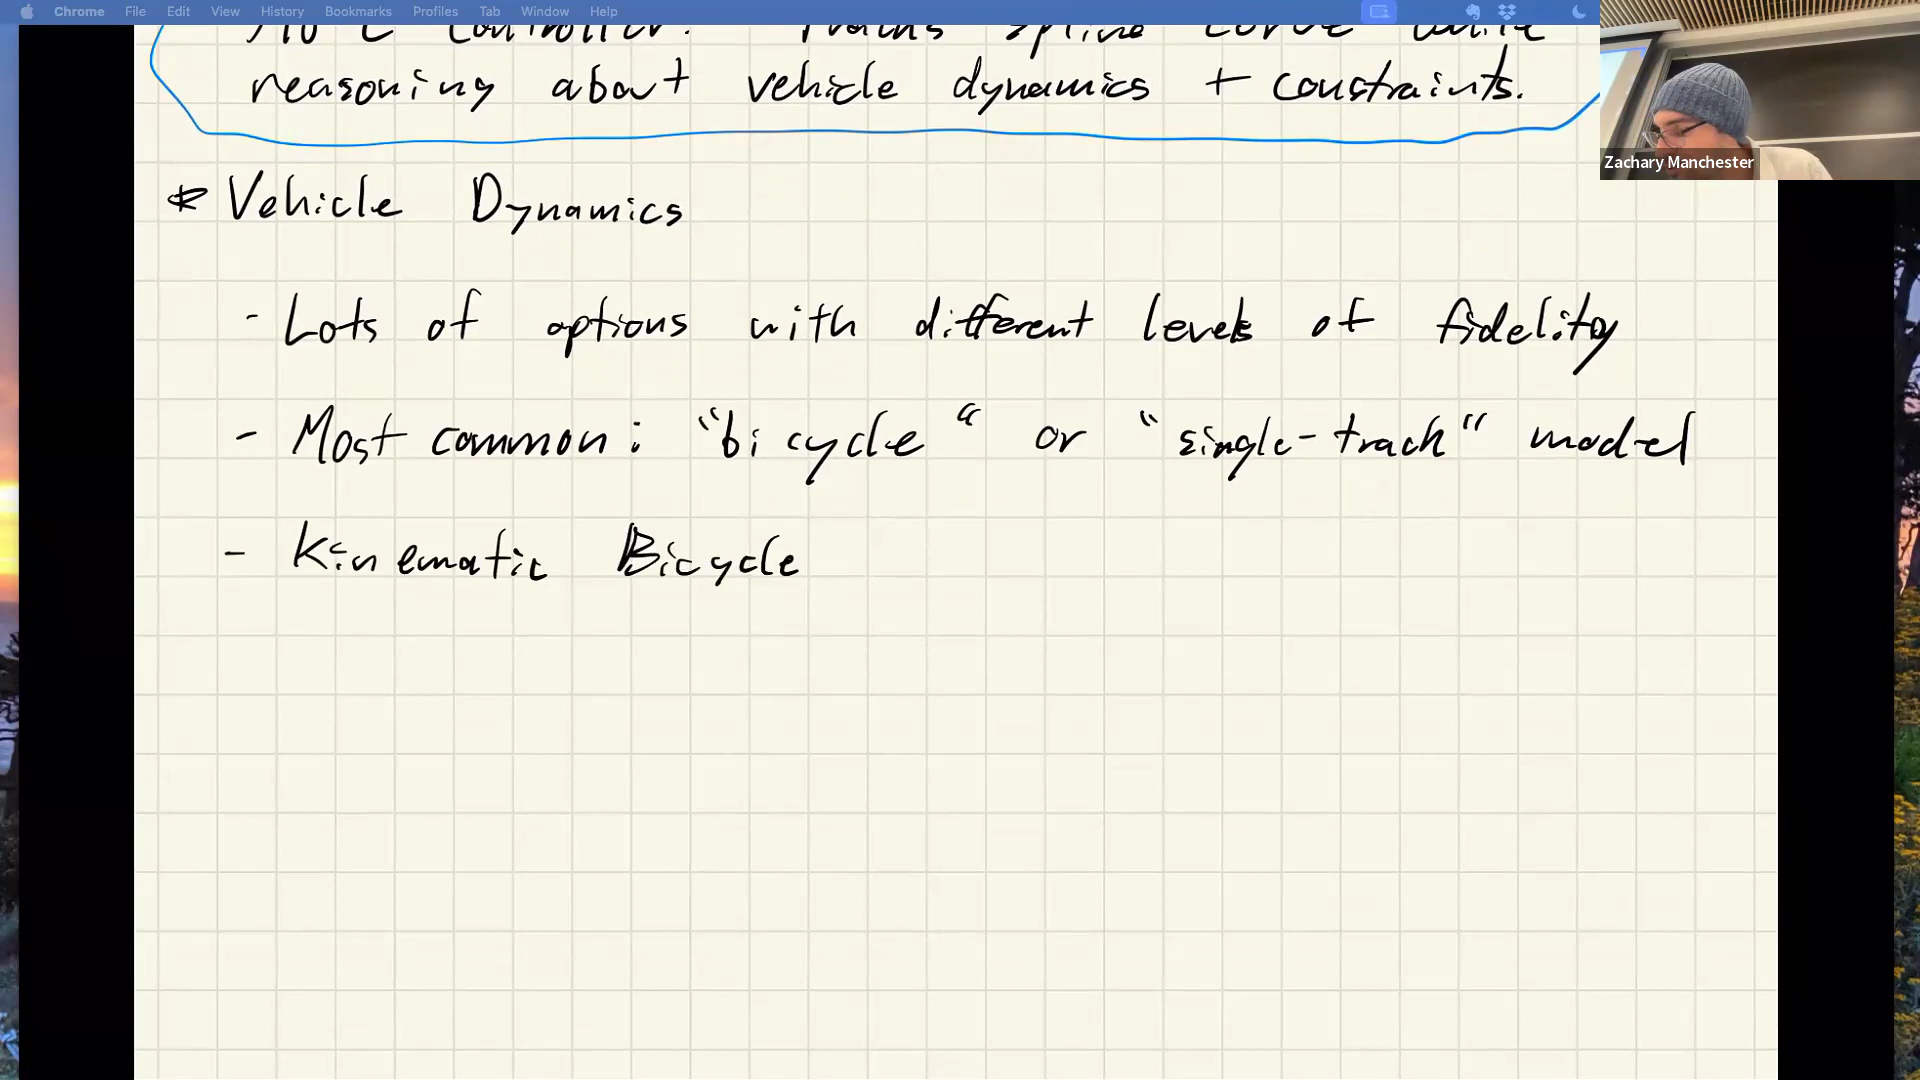 Chrome File Edit View History Bookmarks Profiles Tab Window Help
controller.
reasoning about vehicle dynamics + constraints.
Zachary Manchester
* Vehicle Dynamics
- Lots of options with different levels of fidelity
- Most common: "bicycle" or "single-track" model
- Kinematic Bicycle